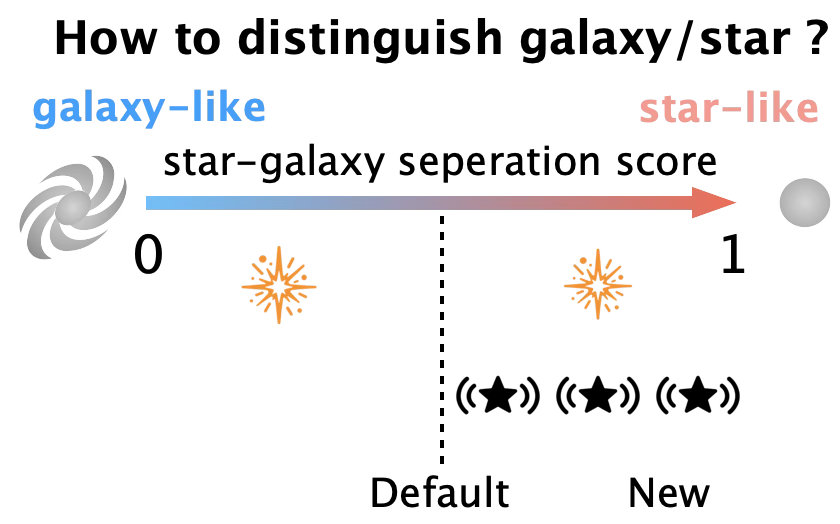 How to distinguish galaxy/star ?
galaxy-like star-like
star-galaxy seperation score
0 1
Default New